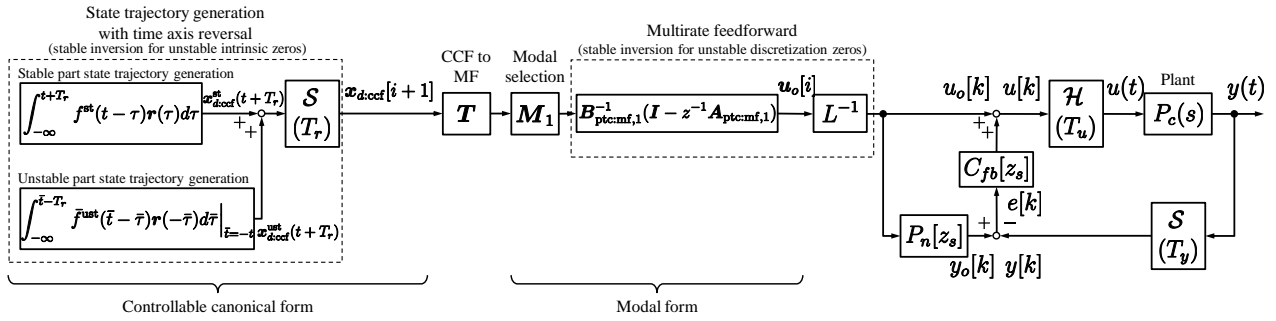 State trajectory generation
with time axis reversal
(stable inversion for unstable intrinsic zeros)
Stable part state trajectory generation
∫_{-∞}^{t+T_r} f^{st}(t − τ)r(τ)dτ
x^{st}_{d:ccf}(t + T_r)
+
+
S
(T_r)
Unstable part state trajectory generation
∫_{-∞}^{t̄−T_r} f̄^{ust}(t̄ − τ̄)r(−τ̄)dτ̄|_{t̄=−t}
x^{ust}_{d:ccf}(t + T_r)
x_{d:ccf}[i + 1]
Controllable canonical form
CCF to
MF
T
Modal
selection
M_1
Multirate feedforward
(stable inversion for unstable discretization zeros)
B^{-1}_{ptc:mf,1}(I − z^{-1}A_{ptc:mf,1})
u_o[i]
L^{-1}
Modal form
u_o[k]
+
+
u[k]
H
(T_u)
u(t)
Plant
P_c(s)
y(t)
C_{fb}[z_s]
e[k]
P_n[z_s]
+
−
y_o[k]
y[k]
S
(T_y)